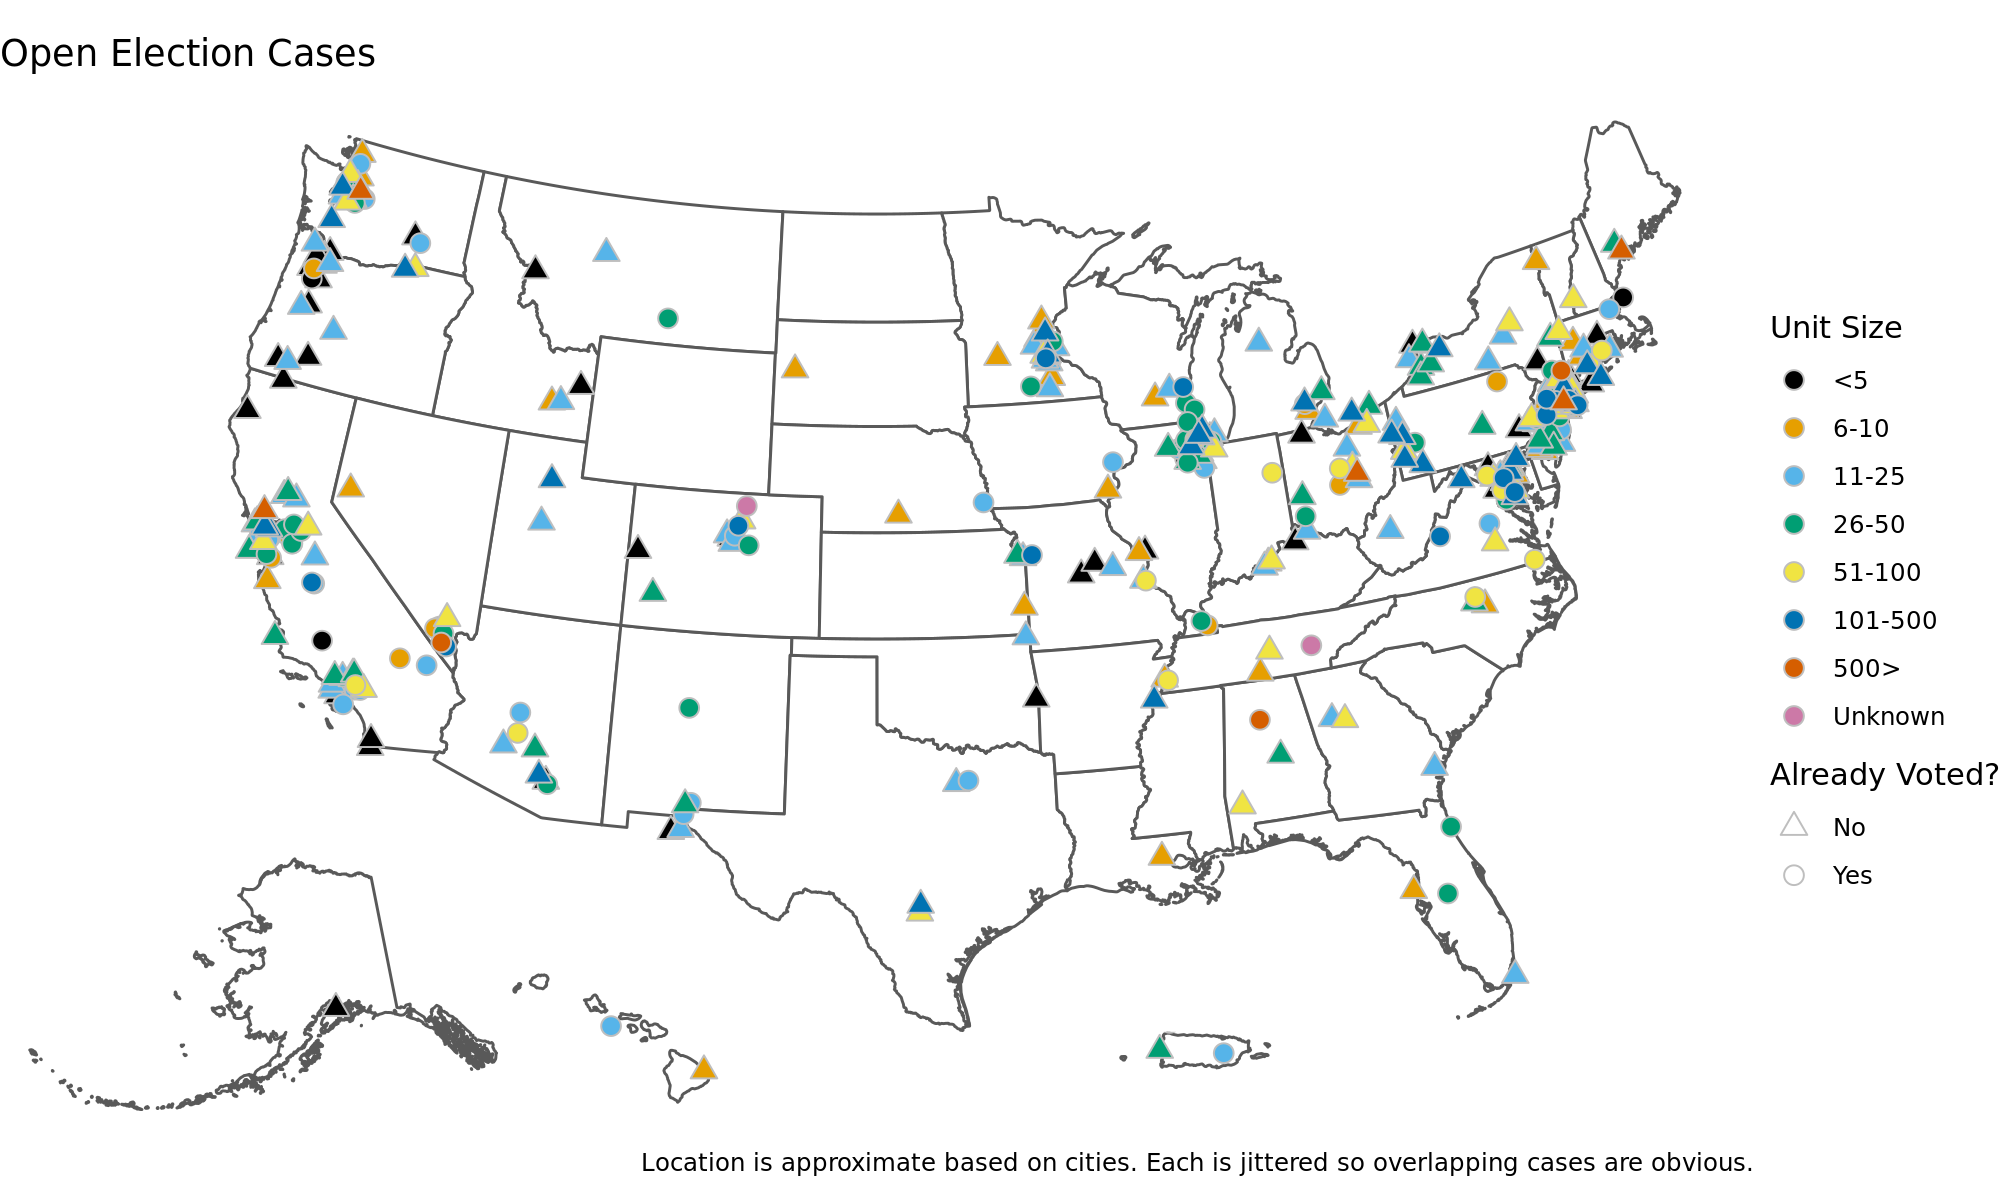 Open Election Cases
Unit Size
<5
6-10
11-25
26-50
51-100
101-500
500>
Unknown
Already Voted?
No
Yes
Location is approximate based on cities. Each is jittered so overlapping cases are obvious.